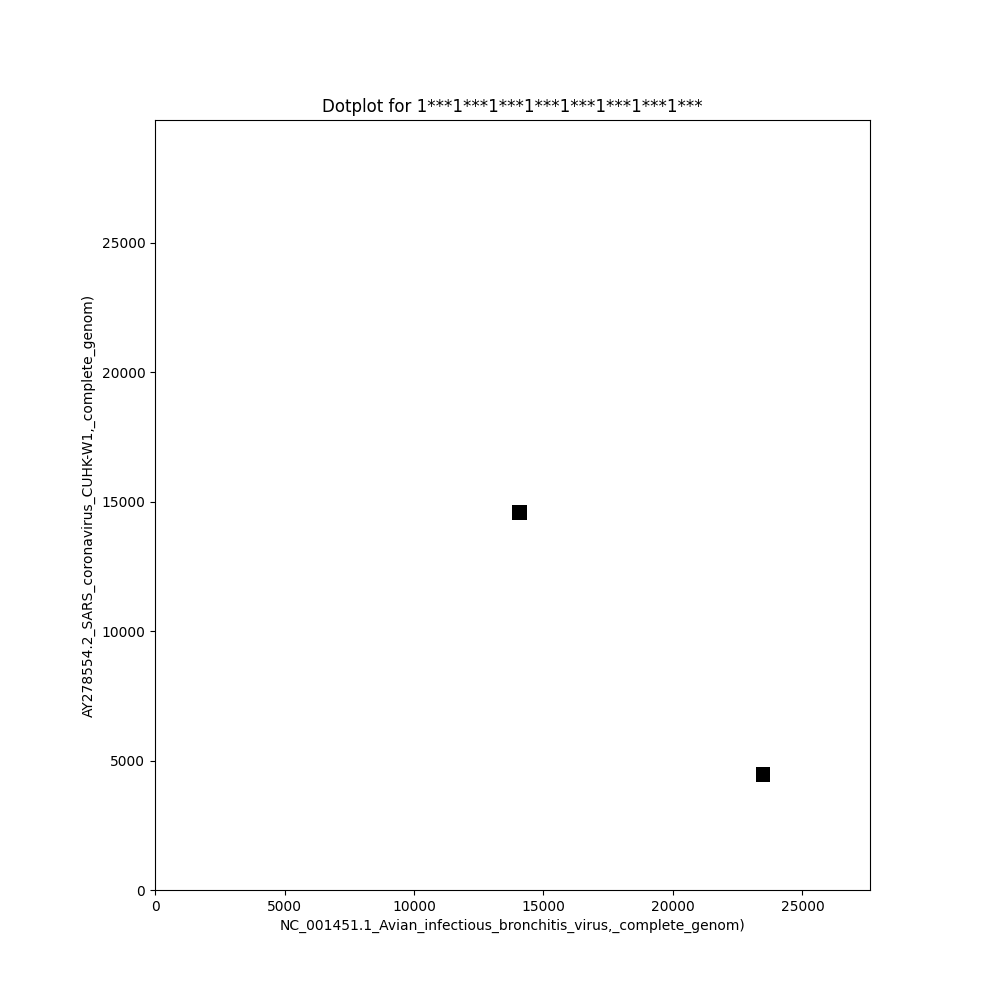 Dotplot for 1***1***1***1***1***1***1***1***
25000
20000
15000
10000
5000
0
AY278554.2_SARS_coronavirus_CUHK-W1,_complete_genom)
0 5000 10000 15000 20000 25000
NC_001451.1_Avian_infectious_bronchitis_virus,_complete_genom)